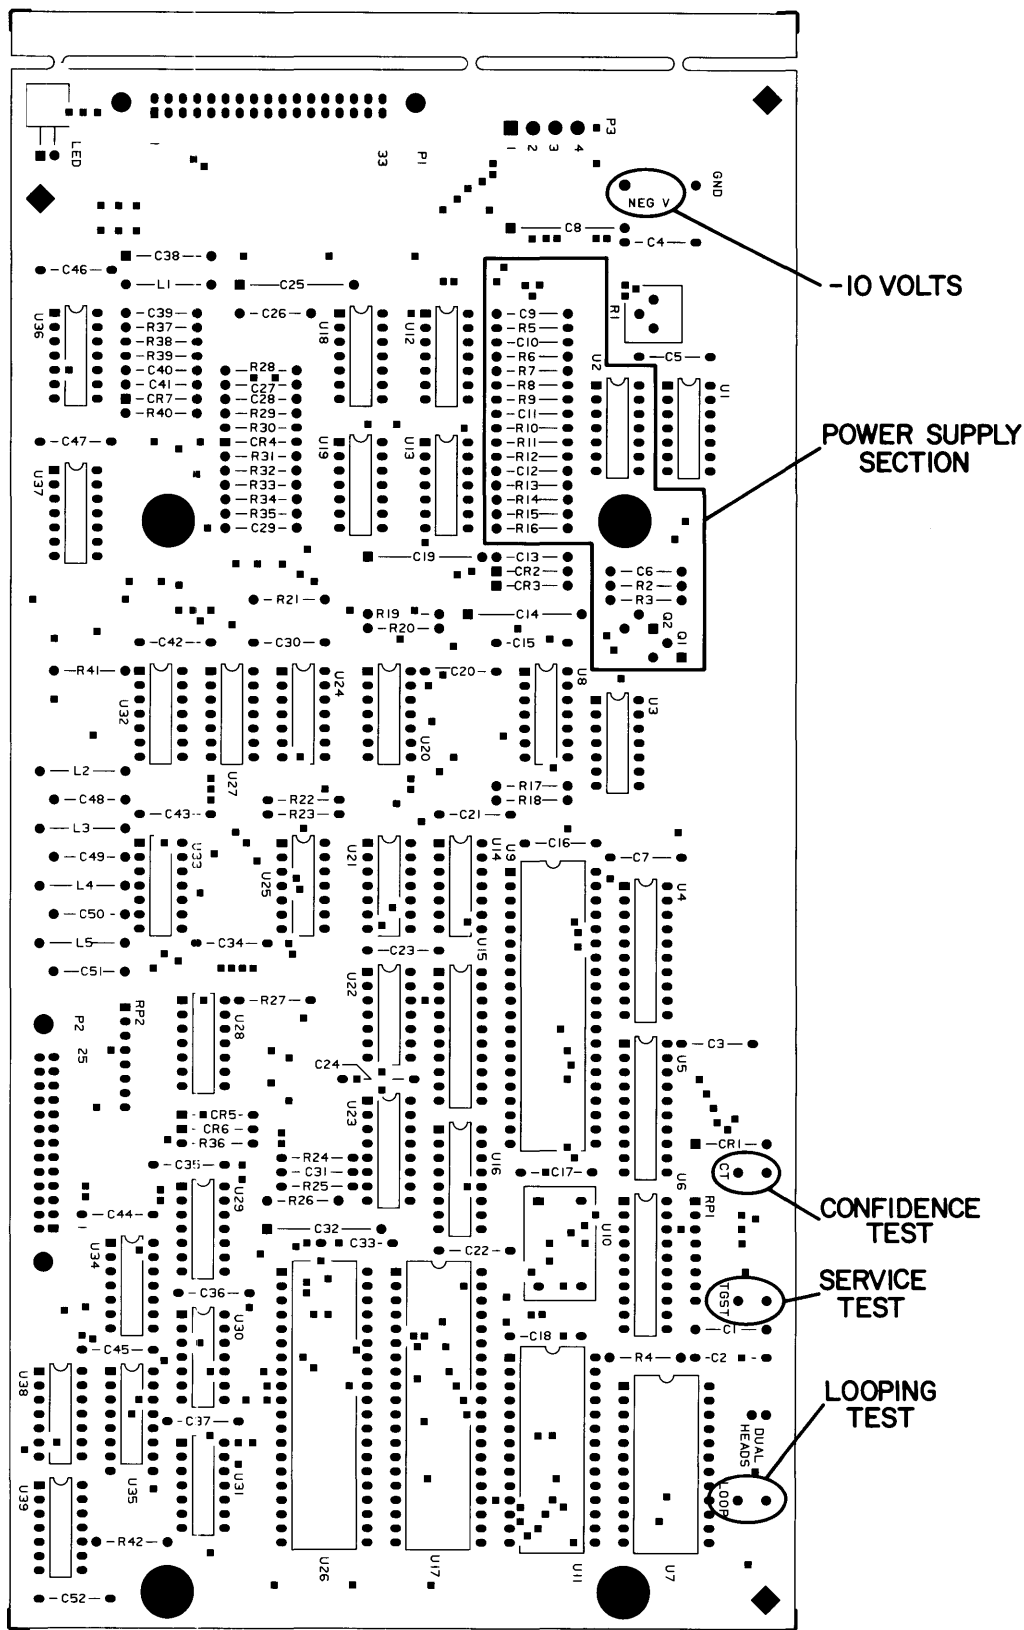 LED
33
P1
P3
1
2
3
4
GND
NEG V
C8
C4
-10 VOLTS
C46
C38
L1
C25
C26
U36
C39
R37
R38
R39
C40
C41
CR7
R40
U18
U12
C9
R5
C10
R6
R7
R8
R9
C11
R10
R11
R12
C12
R13
R14
R15
R16
R1
U2
C5
U1
R28
C27
C28
R29
R30
CR4
R31
R32
R33
R34
R35
C29
C47
U37
U19
U13
POWER SUPPLY
SECTION
C19
C13
CR2
CR3
C6
R2
R3
Q2
Q1
R21
R19
R20
C14
C42
C30
C15
R41
C20
U32
U27
U24
U20
U8
U3
L2
C48
L3
C49
L4
C50
L5
C51
C43
R22
R23
C21
R17
R18
U33
U25
U21
U14
U9
C16
C7
U4
C34
C23
U15
U22
P2
25
RP2
U28
R27
C24
U23
U5
C3
CR5
CR6
R36
C35
R24
C31
R25
R26
U16
C17
CR1
CT
CONFIDENCE
TEST
U6
RP1
C44
U29
C32
C33
C22
U10
U34
C36
TGST
SERVICE
TEST
C1
C45
U30
C18
R4
C2
U38
C37
LOOPING
TEST
DUAL
HEADS
LOOP
U39
U35
U31
R42
U26
U17
U11
U7
C52